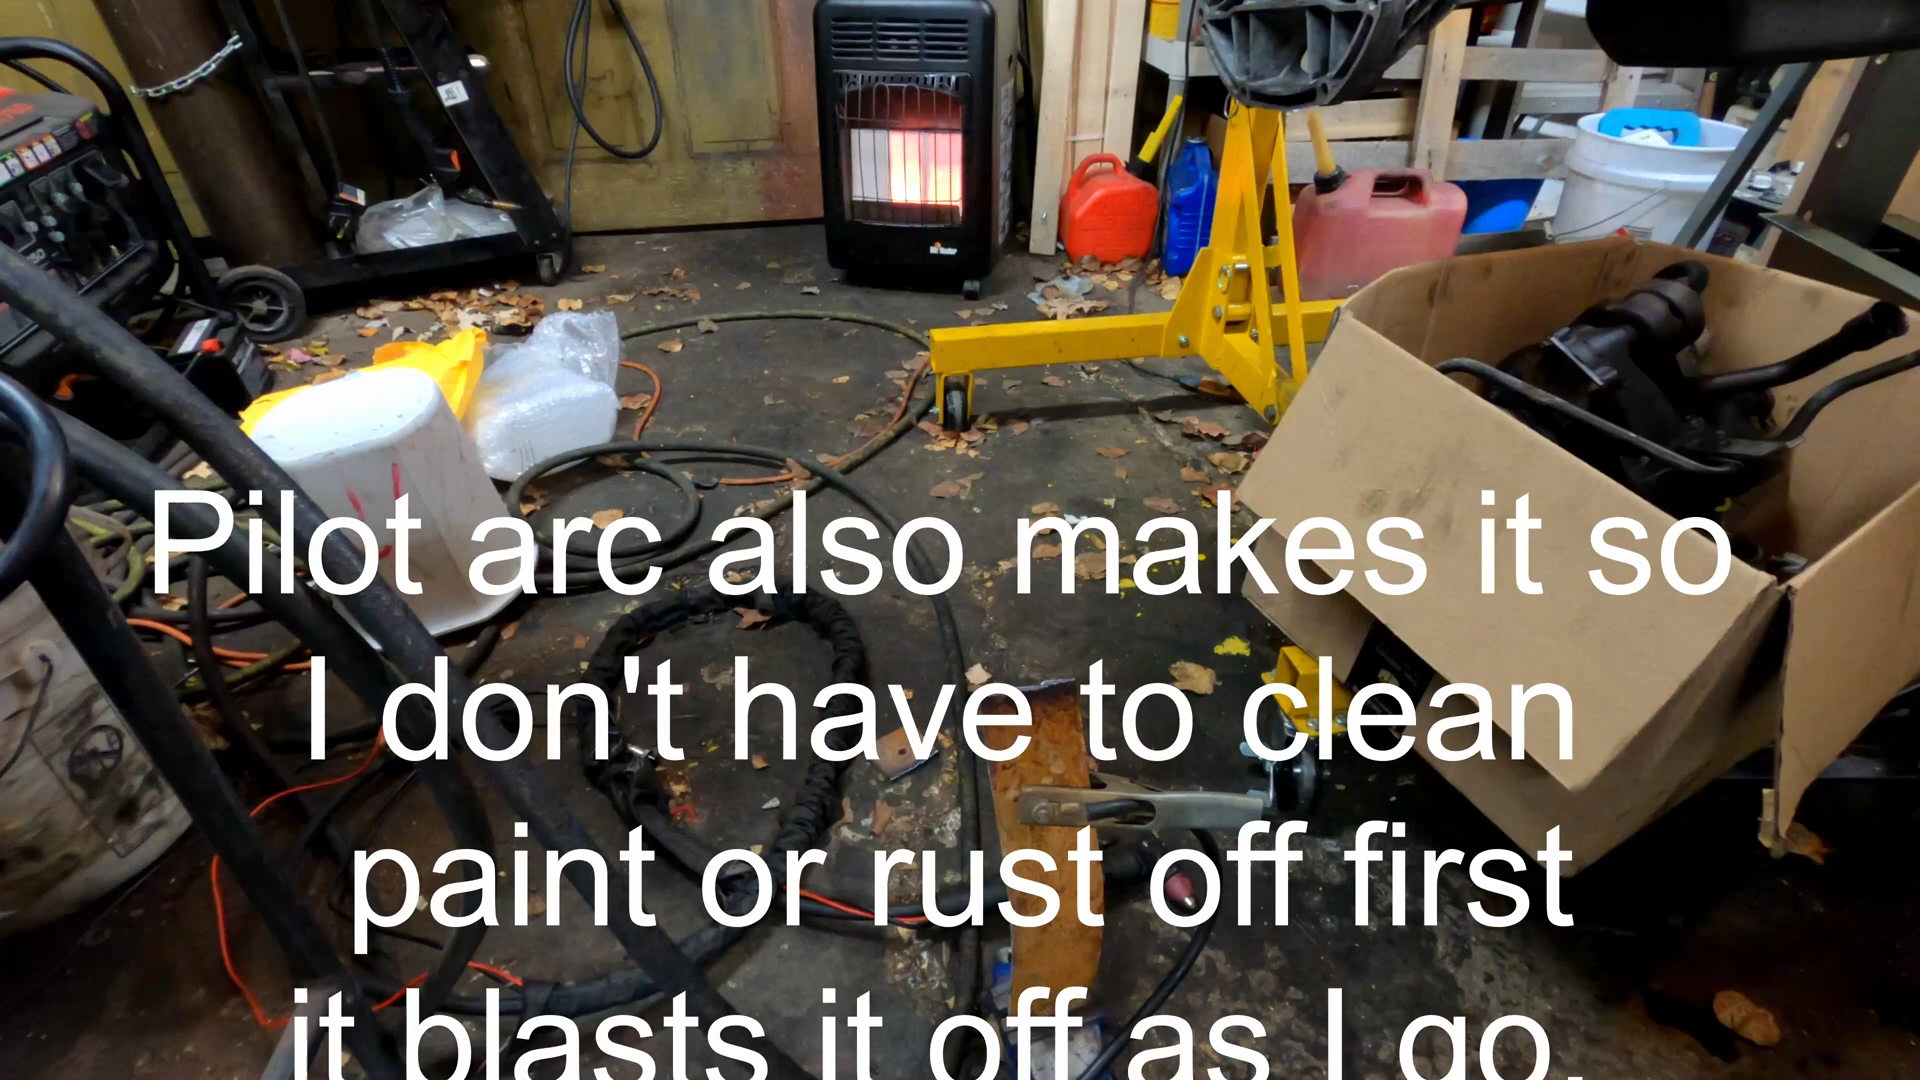 Pilot arc also makes it so
I don't have to clean
paint or rust off first
it blasts it off as I go.